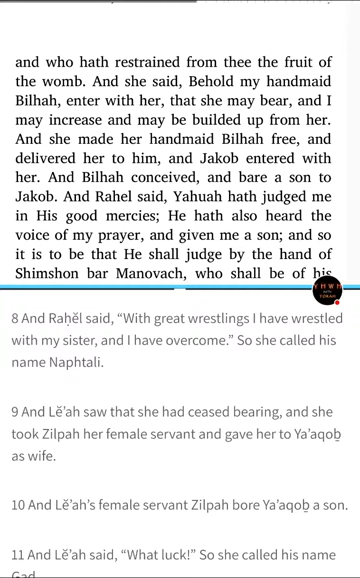 and who hath restrained from thee the fruit of
the womb. And she said, Behold my handmaid
Bilhah, enter with her, that she may bear, and I
may increase and may be builded up from her.
And she made her handmaid Bilhah free, and
delivered her to him, and Jakob entered with
her. And Bilhah conceived, and bare a son to
Jakob. And Rahel said, Yahuah hath judged me
in His good mercies; He hath also heard the
voice of my prayer, and given me a son; and so
it is to be that He shall judge by the hand of
Shimshon bar Manovach, who shall be of his
YHWH
TORAH
8 And Raḥĕl said, “With great wrestlings I have wrestled
with my sister, and I have overcome.” So she called his
name Naphtali.
9 And Lĕ’ah saw that she had ceased bearing, and she
took Zilpah her female servant and gave her to Ya‛aqoḇ
as wife.
10 And Lĕ’ah’s female servant Zilpah bore Ya‛aqoḇ a son.
11 And Lĕ’ah said, “What luck!” So she called his name
Gad.